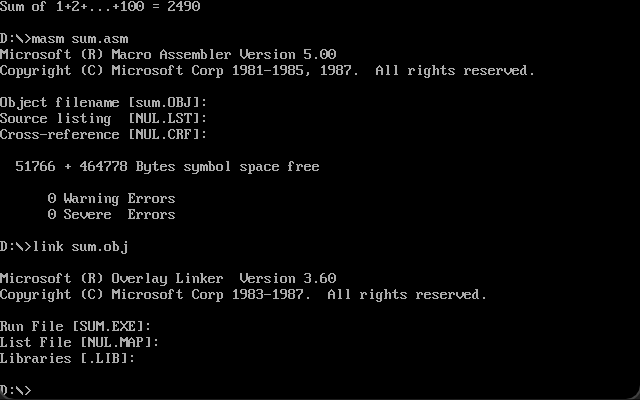 Sum of 1+2+...+100 = 2490
D:\>masm sum.asm
Microsoft (R) Macro Assembler Version 5.00
Copyright (C) Microsoft Corp 1981-1985, 1987.  All rights reserved.
Object filename [sum.OBJ]:
Source listing  [NUL.LST]:
Cross-reference [NUL.CRF]:
51766 + 464778 Bytes symbol space free
0 Warning Errors
0 Severe  Errors
D:\>link sum.obj
Microsoft (R) Overlay Linker  Version 3.60
Copyright (C) Microsoft Corp 1983-1987.  All rights reserved.
Run File [SUM.EXE]:
List File [NUL.MAP]:
Libraries [.LIB]:
D:\>